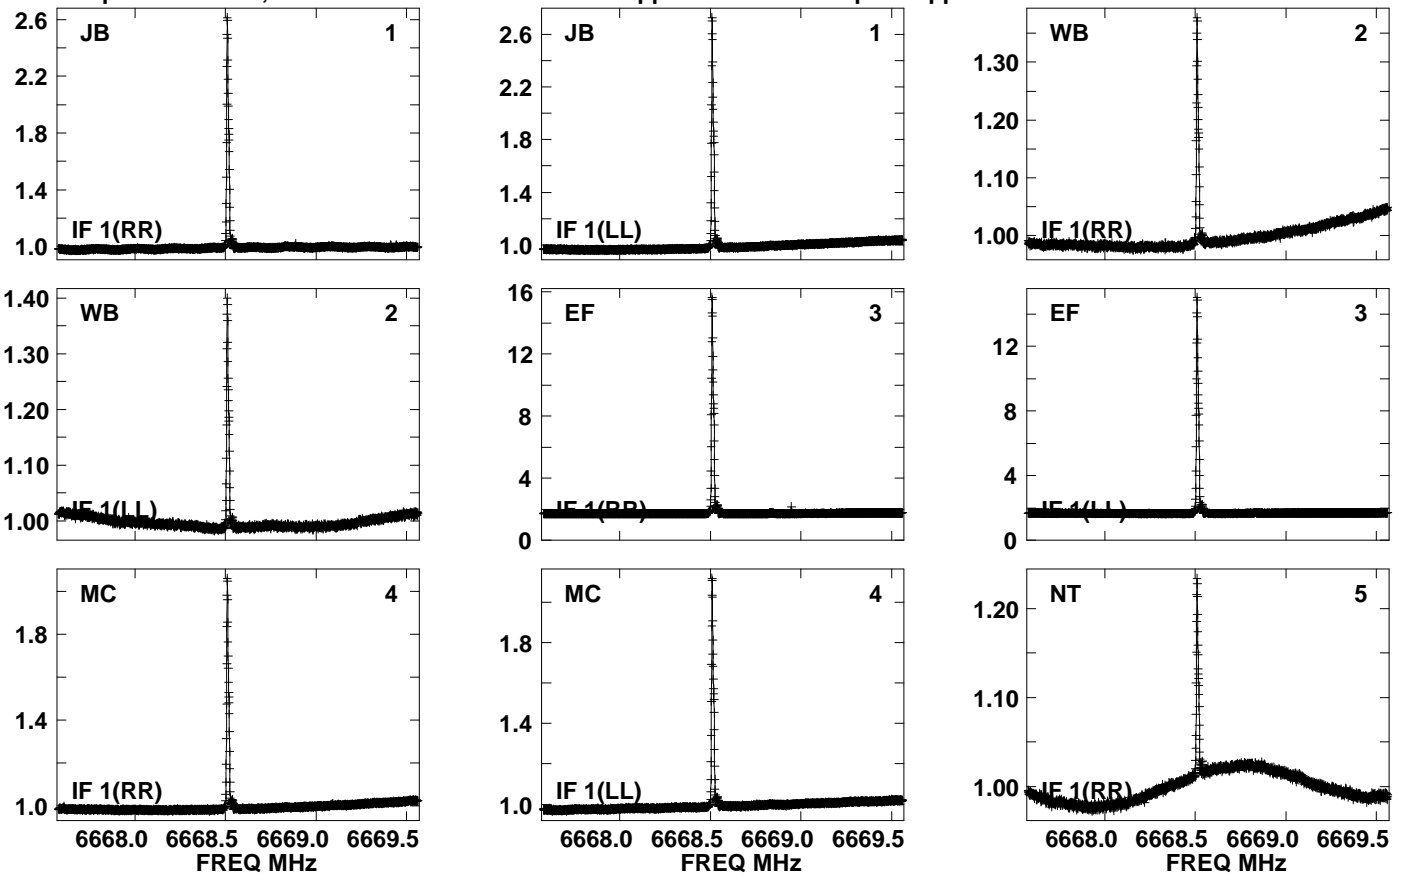 JB 1
2.6
2.2
1.8
1.4
1.0
IF 1(RR)
JB 1
2.6
2.2
1.8
1.4
1.0
IF 1(LL)
WB 2
1.30
1.20
1.10
1.00
IF 1(RR)
WB 2
1.40
1.30
1.20
1.10
1.00
IF 1(LL)
EF 3
16
12
8
4
0
IF 1(RR)
EF 3
12
8
4
0
IF 1(LL)
MC 4
1.8
1.4
1.0
IF 1(RR)
6668.0 6668.5 6669.0 6669.5
FREQ MHz
MC 4
1.8
1.4
1.0
IF 1(LL)
6668.0 6668.5 6669.0 6669.5
FREQ MHz
NT 5
1.20
1.10
1.00
IF 1(RR)
6668.0 6668.5 6669.0 6669.5
FREQ MHz